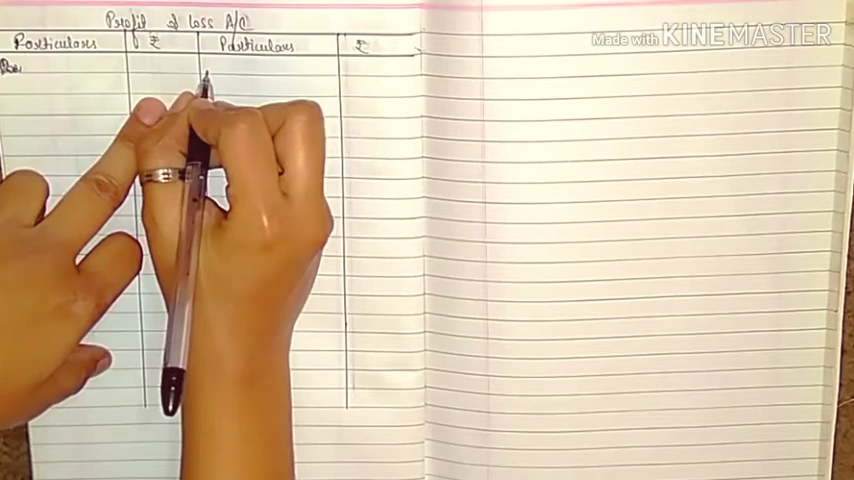 Profit & Loss A/C
Particulars ₹ Particulars ₹
Made with KINEMASTER